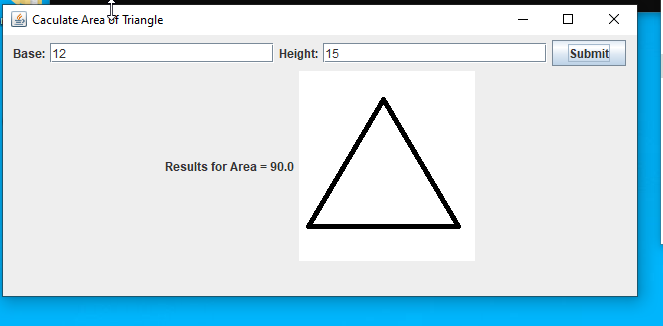 Caculate Area of Triangle
Base: 12 Height: 15 Submit
Results for Area = 90.0